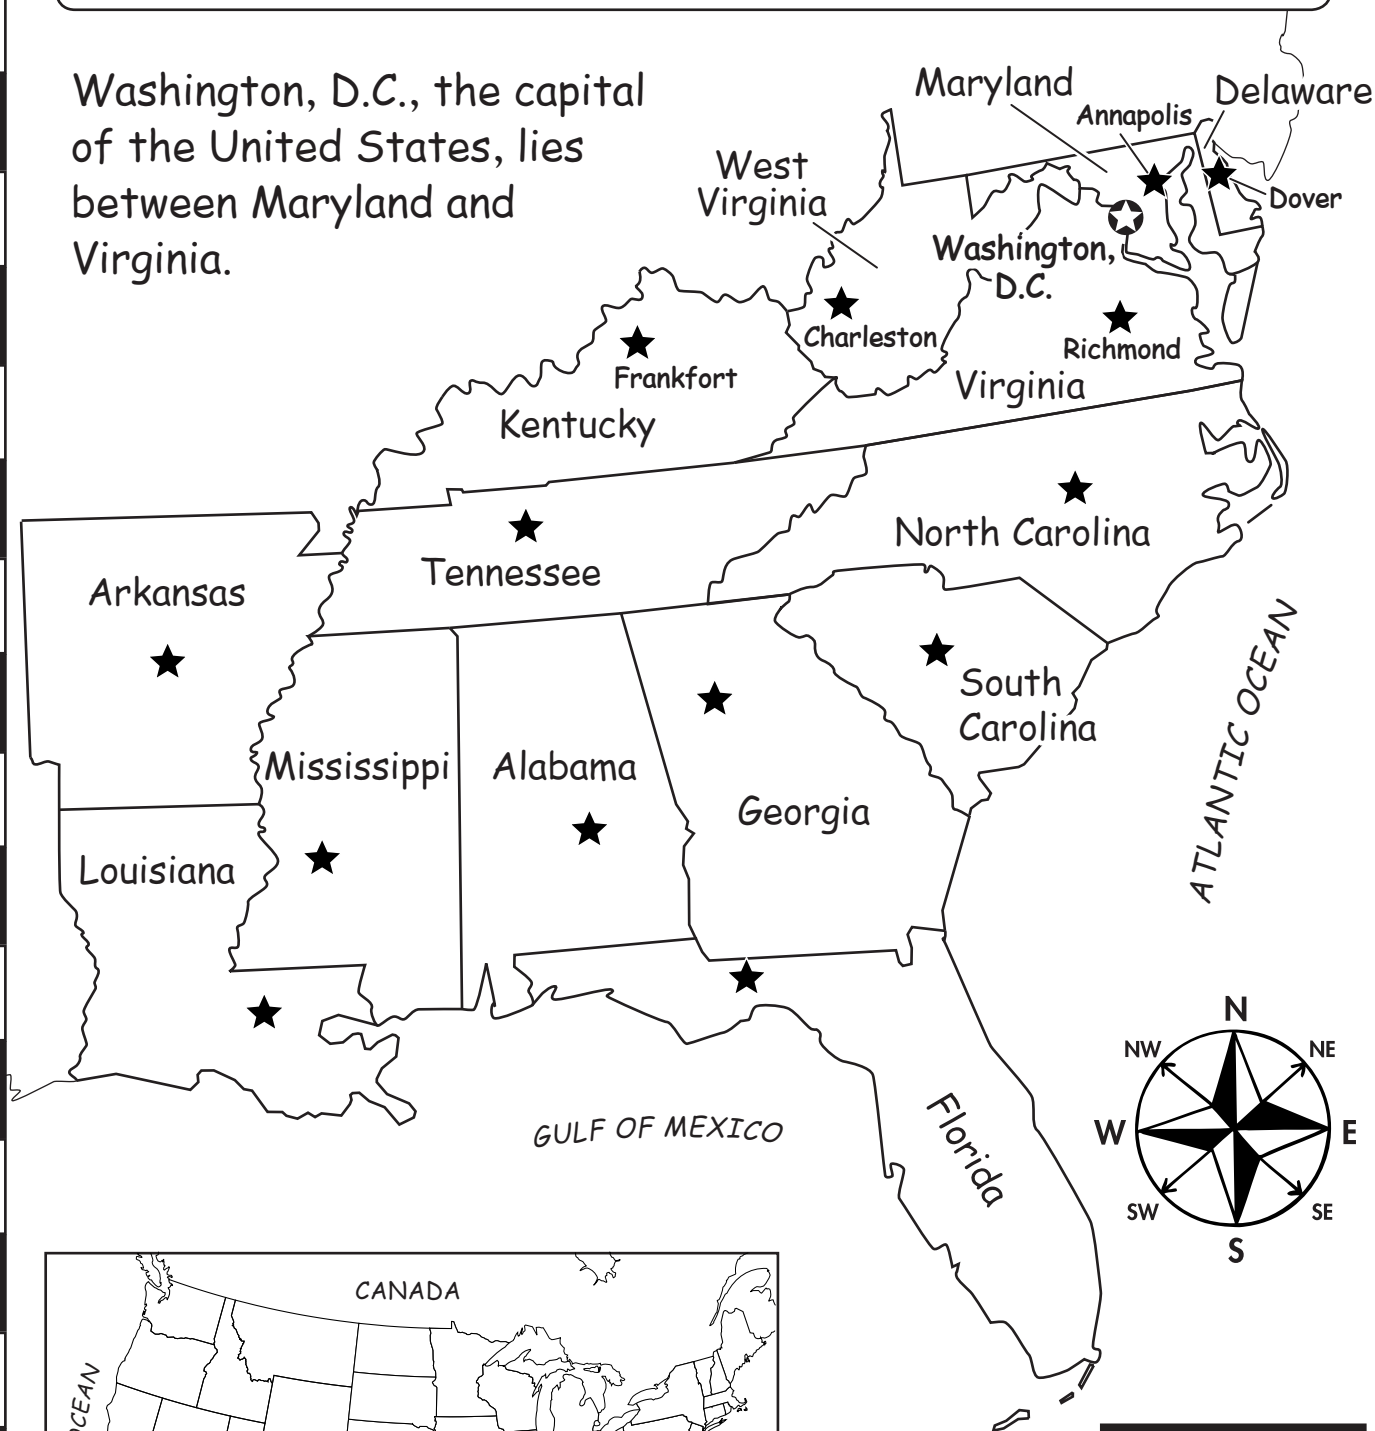 Washington, D.C., the capital
of the United States, lies
between Maryland and
Virginia.
Maryland
Delaware
Annapolis
West
Virginia
Dover
Washington,
D.C.
Charleston
Richmond
Frankfort
Virginia
Kentucky
North Carolina
Tennessee
Arkansas
South
Carolina
ATLANTIC OCEAN
Mississippi
Alabama
Georgia
Louisiana
N
NW
NE
W
E
SW
SE
S
GULF OF MEXICO
Florida
CANADA
OCEAN